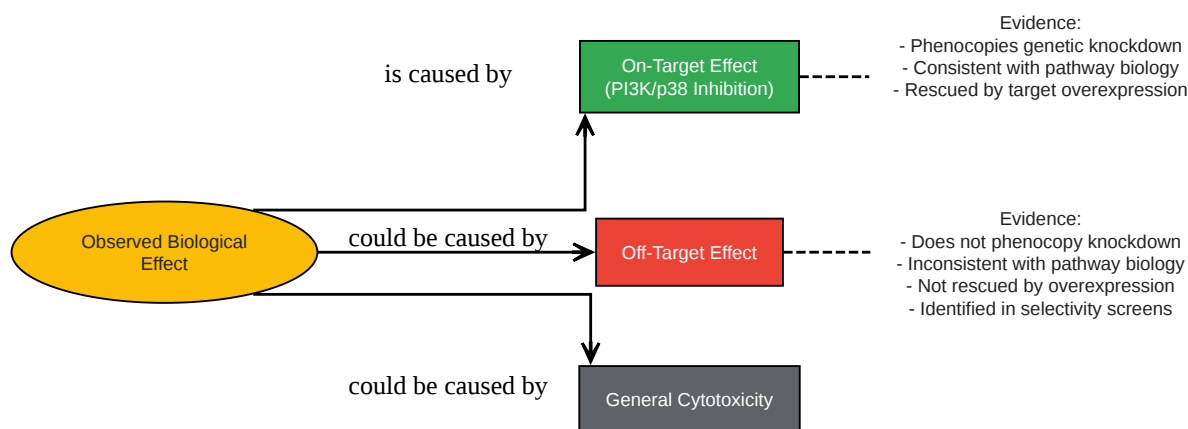 Evidence:
- Phenocopies genetic knockdown
- Consistent with pathway biology
- Rescued by target overexpression
is caused by
On-Target Effect
(PI3K/p38 Inhibition)
Observed Biological
Effect
could be caused by
Off-Target Effect
Evidence:
- Does not phenocopy knockdown
- Inconsistent with pathway biology
- Not rescued by overexpression
- Identified in selectivity screens
could be caused by
General Cytotoxicity